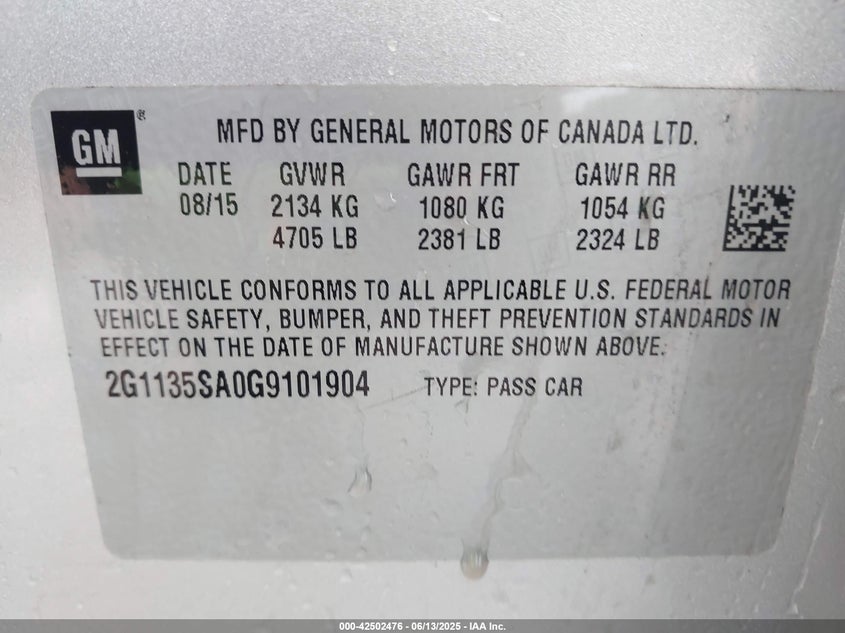 GM ®
MFD BY GENERAL MOTORS OF CANADA LTD.
DATE GVWR GAWR FRT GAWR RR
08/15 2134 KG 1080 KG 1054 KG
4705 LB 2381 LB 2324 LB
THIS VEHICLE CONFORMS TO ALL APPLICABLE U.S. FEDERAL MOTOR
VEHICLE SAFETY, BUMPER, AND THEFT PREVENTION STANDARDS IN
EFFECT ON THE DATE OF MANUFACTURE SHOWN ABOVE.
2G1135SA0G9101904 TYPE: PASS CAR
000-42502476 - 06/13/2025 - IAA Inc.